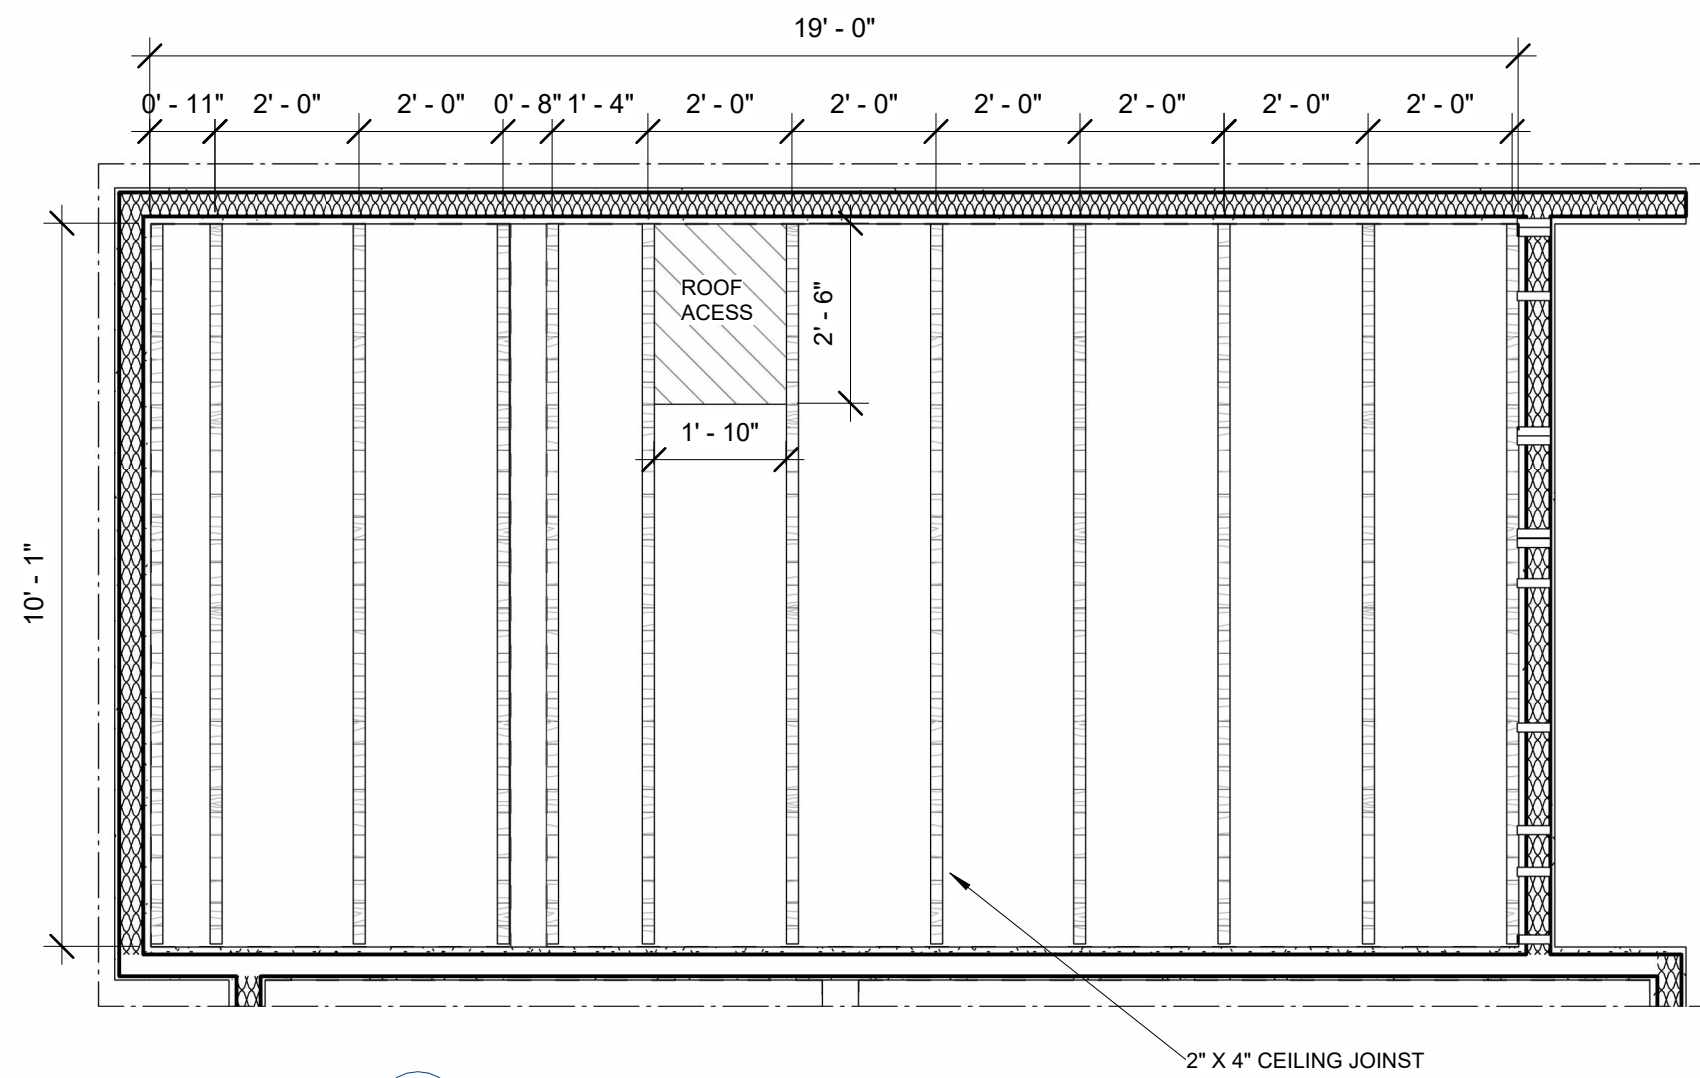 19' - 0"
0' - 11" 2' - 0" 2' - 0" 0' - 8" 1' - 4" 2' - 0" 2' - 0" 2' - 0" 2' - 0" 2' - 0" 2' - 0"
ROOF
ACESS
2' - 6"
1' - 10"
10' - 1"
2" X 4" CEILING JOINST